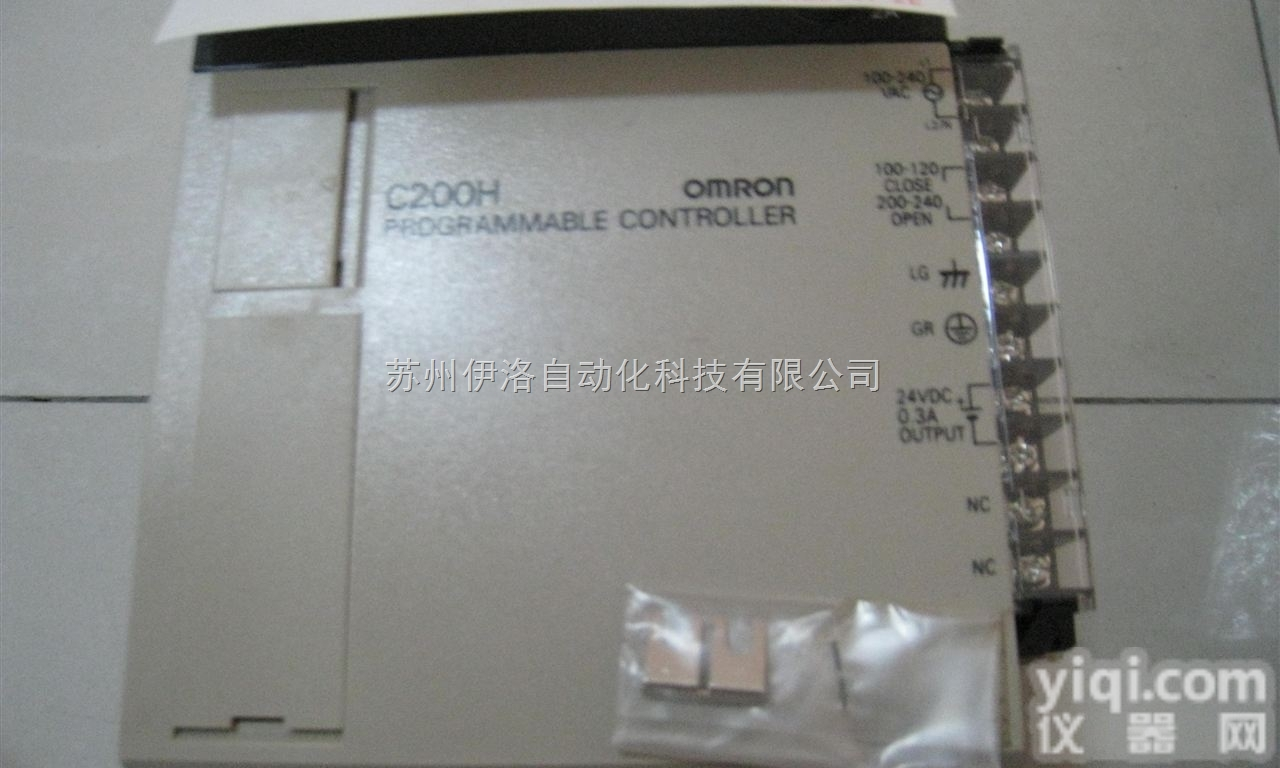 2A
100-240
VAC
L2/N
C200H OMRON
PROGRAMMABLE CONTROLLER
100-120
CLOSE
200-240
OPEN
LG
GR
苏州伊洛自动化科技有限公司
24VDC +
0.3A
OUTPUT
NC
NC
yiqi.com
仪器网